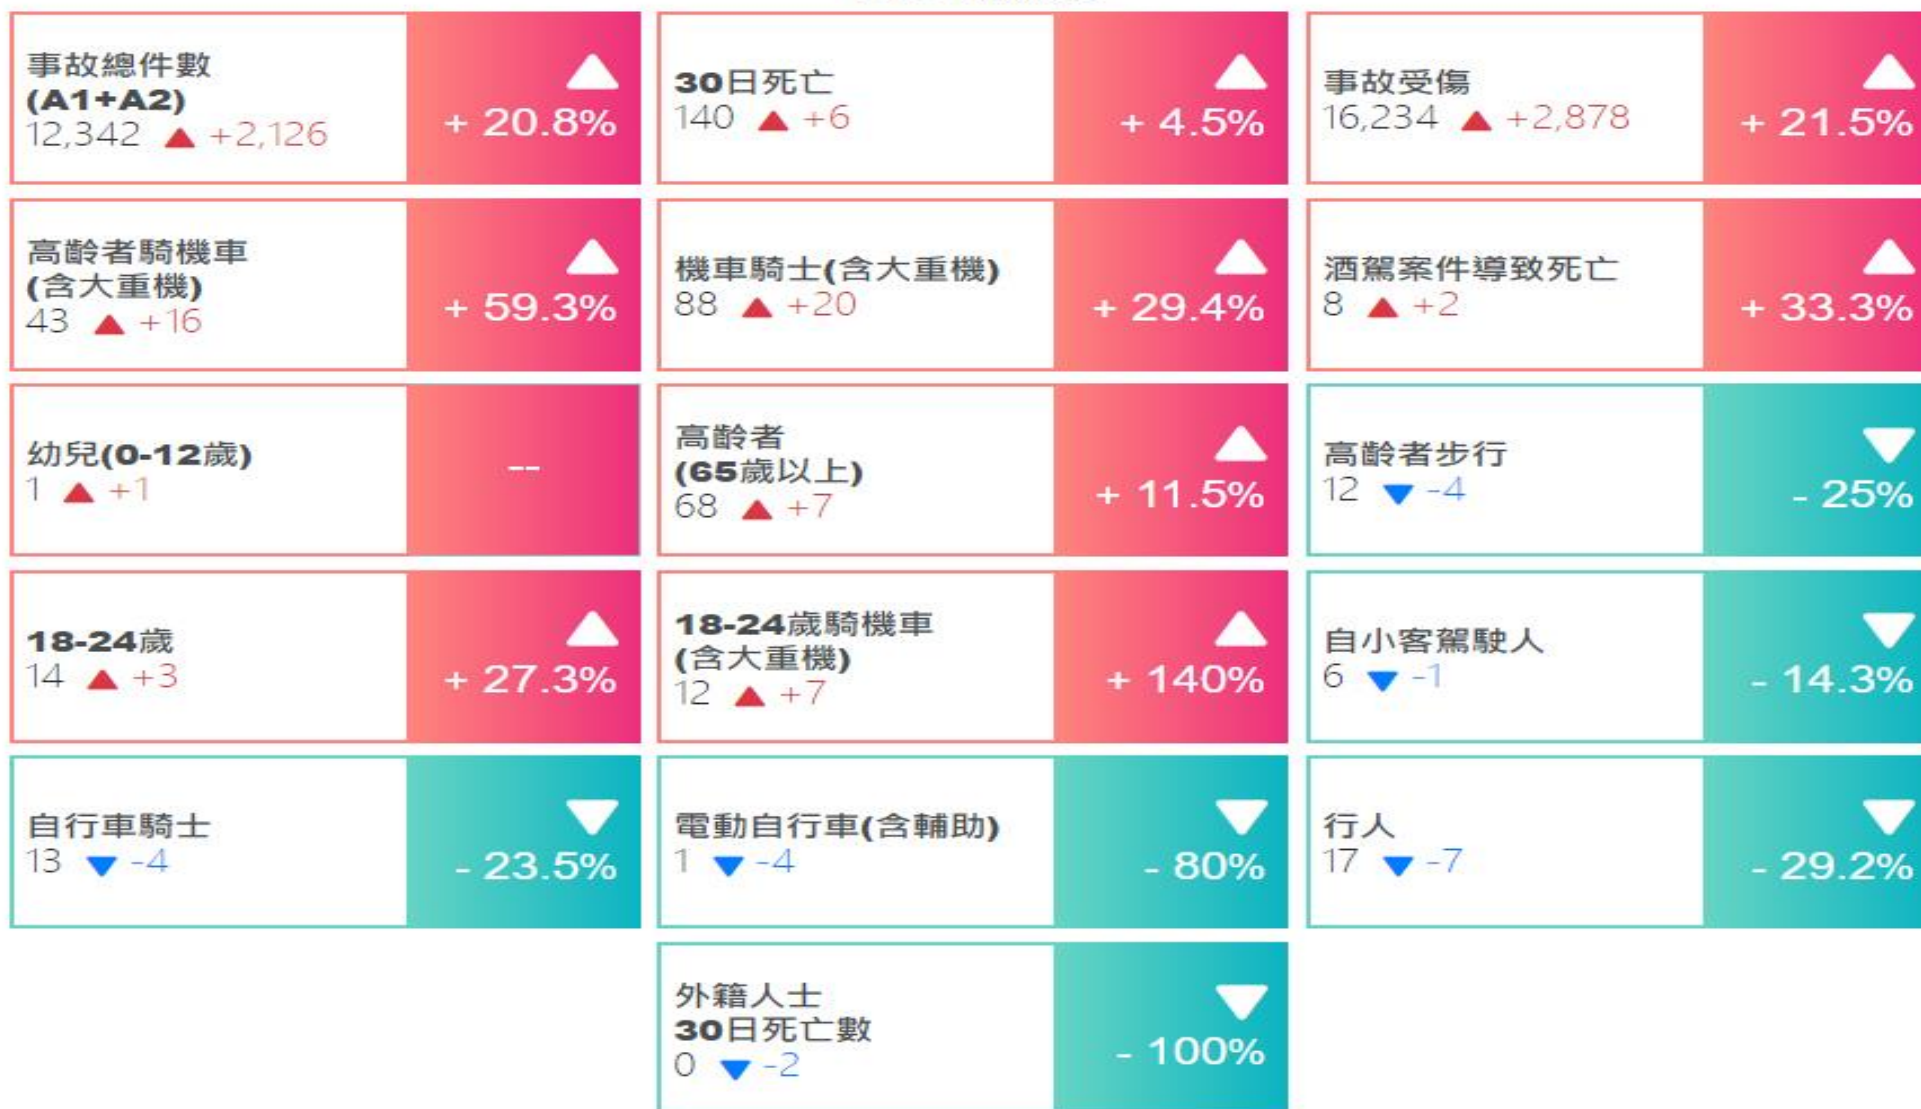 事故總件數
(A1+A2)
12,342 ▲ +2,126
+ 20.8%
30日死亡
140 ▲ +6
+ 4.5%
事故受傷
16,234 ▲ +2,878
+ 21.5%
高齡者騎機車
(含大重機)
43 ▲ +16
+ 59.3%
機車騎士(含大重機)
88 ▲ +20
+ 29.4%
酒駕案件導致死亡
8 ▲ +2
+ 33.3%
幼兒(0-12歲)
1 ▲ +1
--
高齡者
(65歲以上)
68 ▲ +7
+ 11.5%
高齡者步行
12 ▼ -4
- 25%
18-24歲
14 ▲ +3
+ 27.3%
18-24歲騎機車
(含大重機)
12 ▲ +7
+ 140%
自小客駕駛人
6 ▼ -1
- 14.3%
自行車騎士
13 ▼ -4
- 23.5%
電動自行車(含輔助)
1 ▼ -4
- 80%
行人
17 ▼ -7
- 29.2%
外籍人士
30日死亡數
0 ▼ -2
- 100%